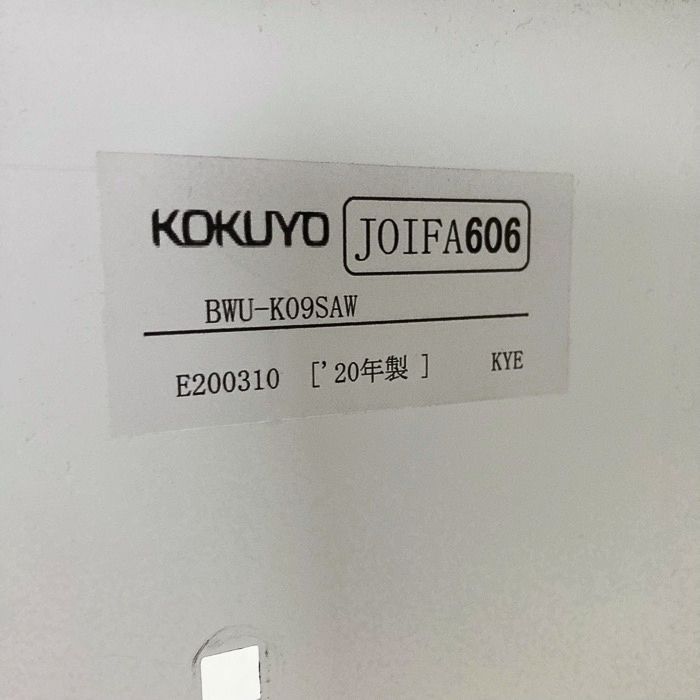 KOKUYO JOIFA606
BWU-K09SAW
E200310 ['20年製 ] KYE